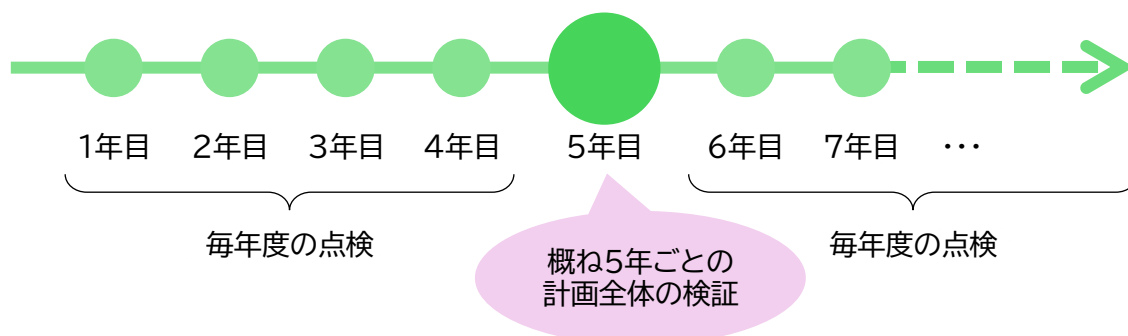 1年目 2年目 3年目 4年目 5年目 6年目 7年目 ･･･
毎年度の点検 毎年度の点検
概ね5年ごとの
計画全体の検証